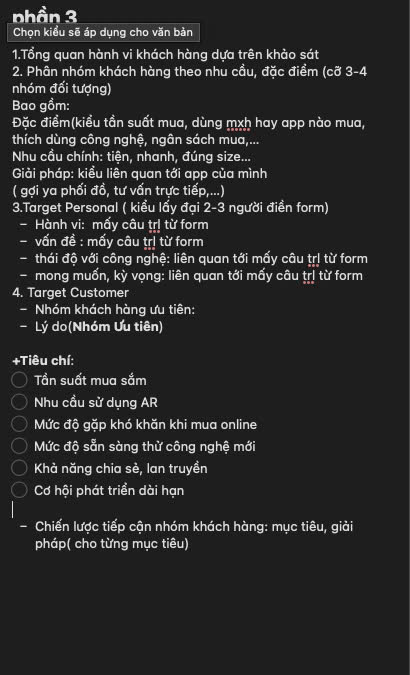 phần 3
Chọn kiểu sẽ áp dụng cho văn bản
1.Tổng quan hành vi khách hàng dựa trên khảo sát
2. Phân nhóm khách hàng theo nhu cầu, đặc điểm (cỡ 3-4
nhóm đối tượng)
Bao gồm:
Đặc điểm(kiểu tần suất mua, dùng mxh hay app nào mua,
thích dùng công nghệ, ngân sách mua,...
Nhu cầu chính: tiện, nhanh, đúng size...
Giải pháp: kiểu liên quan tới app của mình
( gợi ya phối đồ, tư vấn trực tiếp,...)
3.Target Personal ( kiểu lấy đại 2-3 người điền form)
– Hành vi: mấy câu trl từ form
– vấn đề : mấy câu trl từ form
– thái độ với công nghệ: liên quan tới mấy câu trl từ form
– mong muốn, kỳ vọng: liên quan tới mấy câu trl từ form
4. Target Customer
– Nhóm khách hàng ưu tiên:
– Lý do(Nhóm Ưu tiên)
+Tiêu chí:
Tần suất mua sắm
Nhu cầu sử dụng AR
Mức độ gặp khó khăn khi mua online
Mức độ sẵn sàng thử công nghệ mới
Khả năng chia sẻ, lan truyền
Cơ hội phát triển dài hạn
– Chiến lược tiếp cận nhóm khách hàng: mục tiêu, giải
pháp( cho từng mục tiêu)